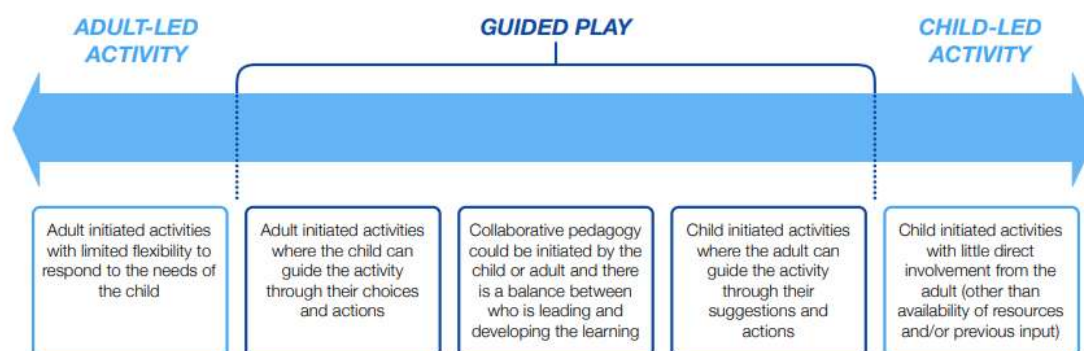 ADULT-LED
ACTIVITY
GUIDED PLAY
CHILD-LED
ACTIVITY
Adult initiated activities
with limited flexibility to
respond to the needs of
the child
Adult initiated activities
where the child can
guide the activity
through their choices
and actions
Collaborative pedagogy
could be initiated by the
child or adult and there
is a balance between
who is leading and
developing the learning
Child initiated activities
where the adult can
guide the activity
through their
suggestions and
actions
Child initiated activities
with little direct
involvement from the
adult (other than
availability of resources
and/or previous input)